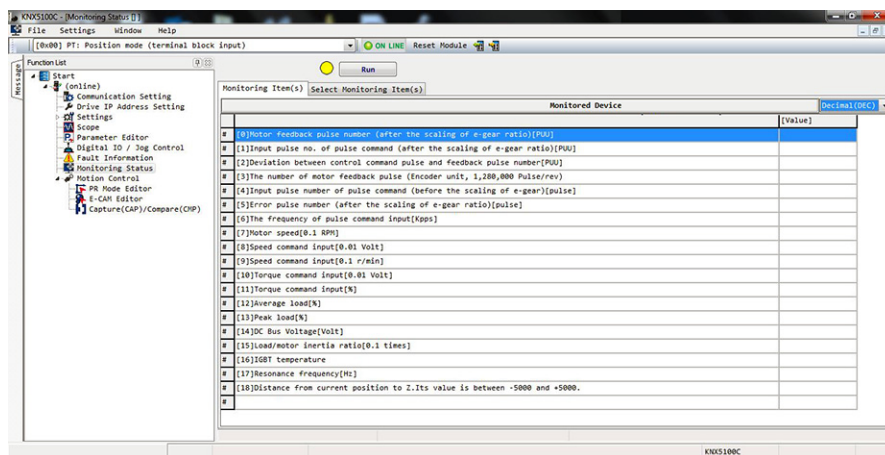 KNX5100C - [Monitoring Status [] ]
File Settings Window Help
[0x00] PT: Position mode (terminal block input)
ON LINE
Reset Module
Message
Function List
Start
(online)
Communication Setting
Drive IP Address Setting
Settings
Scope
Parameter Editor
Digital IO / Jog Control
Fault Information
Monitoring Status
Motion Control
PR Mode Editor
E-CAM Editor
Capture(CAP)/Compare(CMP)
Run
Monitoring Item(s) Select Monitoring Item(s)
Monitored Device Decimal(DEC)
[Value]
# [0]Motor feedback pulse number (after the scaling of e-gear ratio)[PUU]
# [1]Input pulse no. of pulse command (after the scaling of e-gear ratio)[PUU]
# [2]Deviation between control command pulse and feedback pulse number[PUU]
# [3]The number of motor feedback pulse (Encoder unit, 1,280,000 Pulse/rev)
# [4]Input pulse number of pulse command (before the scaling of e-gear)[pulse]
# [5]Error pulse number (after the scaling of e-gear ratio)[pulse]
# [6]The frequency of pulse command input[Kpps]
# [7]Motor speed[0.1 RPM]
# [8]Speed command input[0.01 Volt]
# [9]Speed command input[0.1 r/min]
# [10]Torque command input[0.01 Volt]
# [11]Torque command input[%]
# [12]Average load[%]
# [13]Peak load[%]
# [14]DC Bus Voltage[Volt]
# [15]Load/motor inertia ratio[0.1 times]
# [16]IGBT temperature
# [17]Resonance frequency[Hz]
# [18]Distance from current position to Z.Its value is between -5000 and +5000.
#
KNX5100C